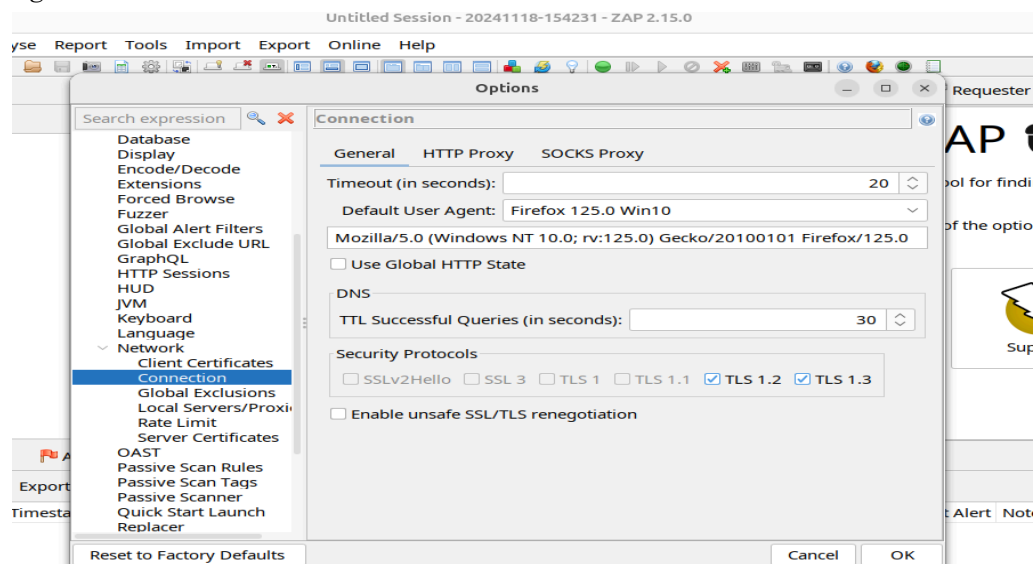 Untitled Session - 20241118-154231 - ZAP 2.15.0
yse Report Tools Import Export Online Help
Options
Requester
Search expression
Connection
AP
Database
Display
Encode/Decode
Extensions
Forced Browse
Fuzzer
Global Alert Filters
Global Exclude URL
GraphQL
HTTP Sessions
HUD
JVM
Keyboard
Language
Network
Client Certificates
Connection
Global Exclusions
Local Servers/Proxi
Rate Limit
Server Certificates
OAST
Passive Scan Rules
Passive Scan Tags
Passive Scanner
Quick Start Launch
Replacer
General HTTP Proxy SOCKS Proxy
Timeout (in seconds): 20
Default User Agent: Firefox 125.0 Win10
Mozilla/5.0 (Windows NT 10.0; rv:125.0) Gecko/20100101 Firefox/125.0
Use Global HTTP State
DNS
TTL Successful Queries (in seconds): 30
Security Protocols
SSLv2Hello SSL 3 TLS 1 TLS 1.1 TLS 1.2 TLS 1.3
Enable unsafe SSL/TLS renegotiation
ool for findi
of the optio
Sup
A
Export
Timesta
t Alert Not
Reset to Factory Defaults Cancel OK